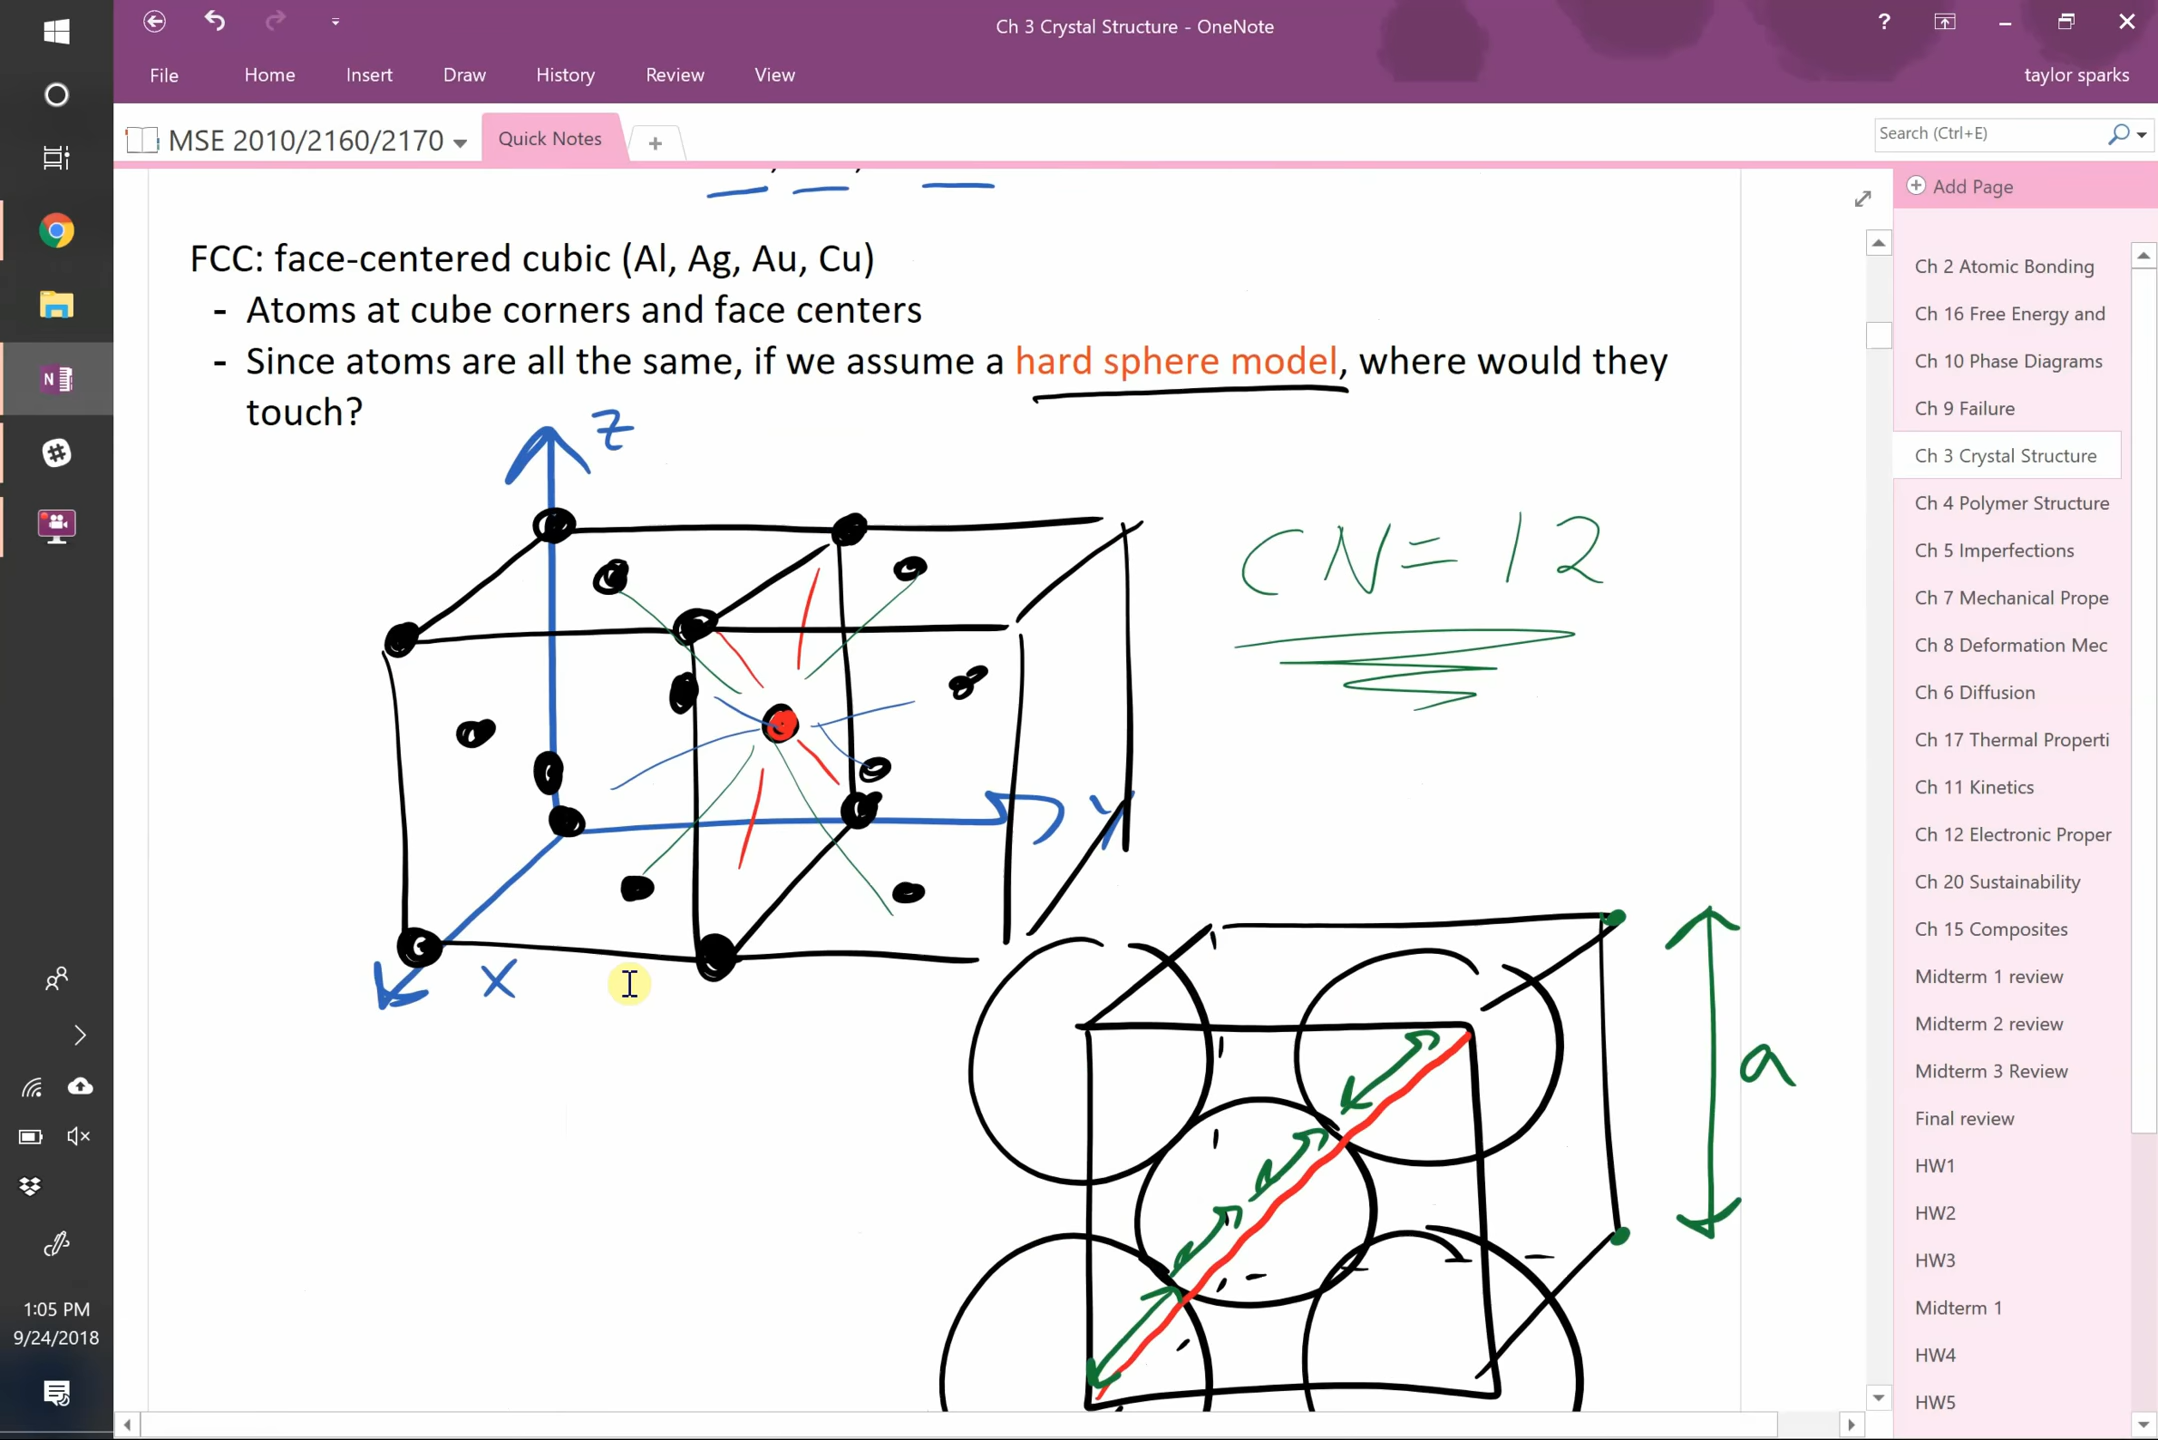 Ch 3 Crystal Structure - OneNote
File Home Insert Draw History Review View
taylor sparks
MSE 2010/2160/2170
Quick Notes
Search (Ctrl+E)
FCC: face-centered cubic (Al, Ag, Au, Cu)
- Atoms at cube corners and face centers
- Since atoms are all the same, if we assume a hard sphere model, where would they
touch?
z
CN=12
y
x
a
Add Page
Ch 2 Atomic Bonding
Ch 16 Free Energy and
Ch 10 Phase Diagrams
Ch 9 Failure
Ch 3 Crystal Structure
Ch 4 Polymer Structure
Ch 5 Imperfections
Ch 7 Mechanical Prope
Ch 8 Deformation Mec
Ch 6 Diffusion
Ch 17 Thermal Properti
Ch 11 Kinetics
Ch 12 Electronic Proper
Ch 20 Sustainability
Ch 15 Composites
Midterm 1 review
Midterm 2 review
Midterm 3 Review
Final review
HW1
HW2
HW3
Midterm 1
HW4
HW5
1:05 PM
9/24/2018